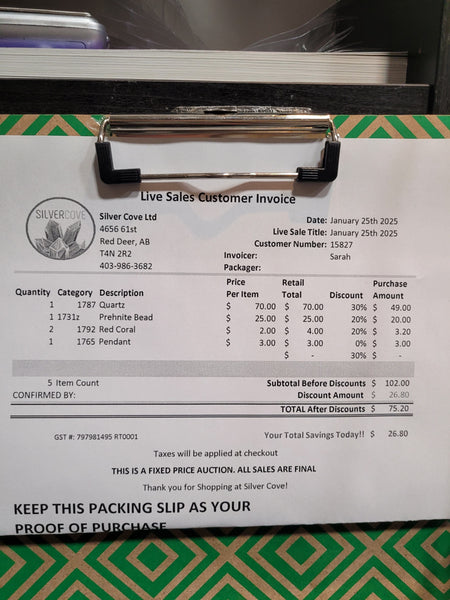 Live Sales Customer Invoice
SILVERCOVE
Silver Cove Ltd
4656 61st
Red Deer, AB
T4N 2R2
403-986-3682
Date: January 25th 2025
Live Sale Title: January 25th 2025
Customer Number: 15827
Invoicer: Sarah
Packager:
Quantity Category Description Price Per Item Retail Total Discount Purchase Amount
1 1787 Quartz $ 70.00 $ 70.00 30% $ 49.00
1 1731z Prehnite Bead $ 25.00 $ 25.00 20% $ 20.00
2 1792 Red Coral $ 2.00 $ 4.00 20% $ 3.20
1 1765 Pendant $ 3.00 $ 3.00 0% $ 3.00
$ - 30% $ -
5 Item Count Subtotal Before Discounts $ 102.00
CONFIRMED BY: Discount Amount $ 26.80
TOTAL After Discounts $ 75.20
GST #: 797981495 RT0001 Your Total Savings Today!! $ 26.80
Taxes will be applied at checkout
THIS IS A FIXED PRICE AUCTION. ALL SALES ARE FINAL
Thank you for Shopping at Silver Cove!
KEEP THIS PACKING SLIP AS YOUR
PROOF OF PURCHASE